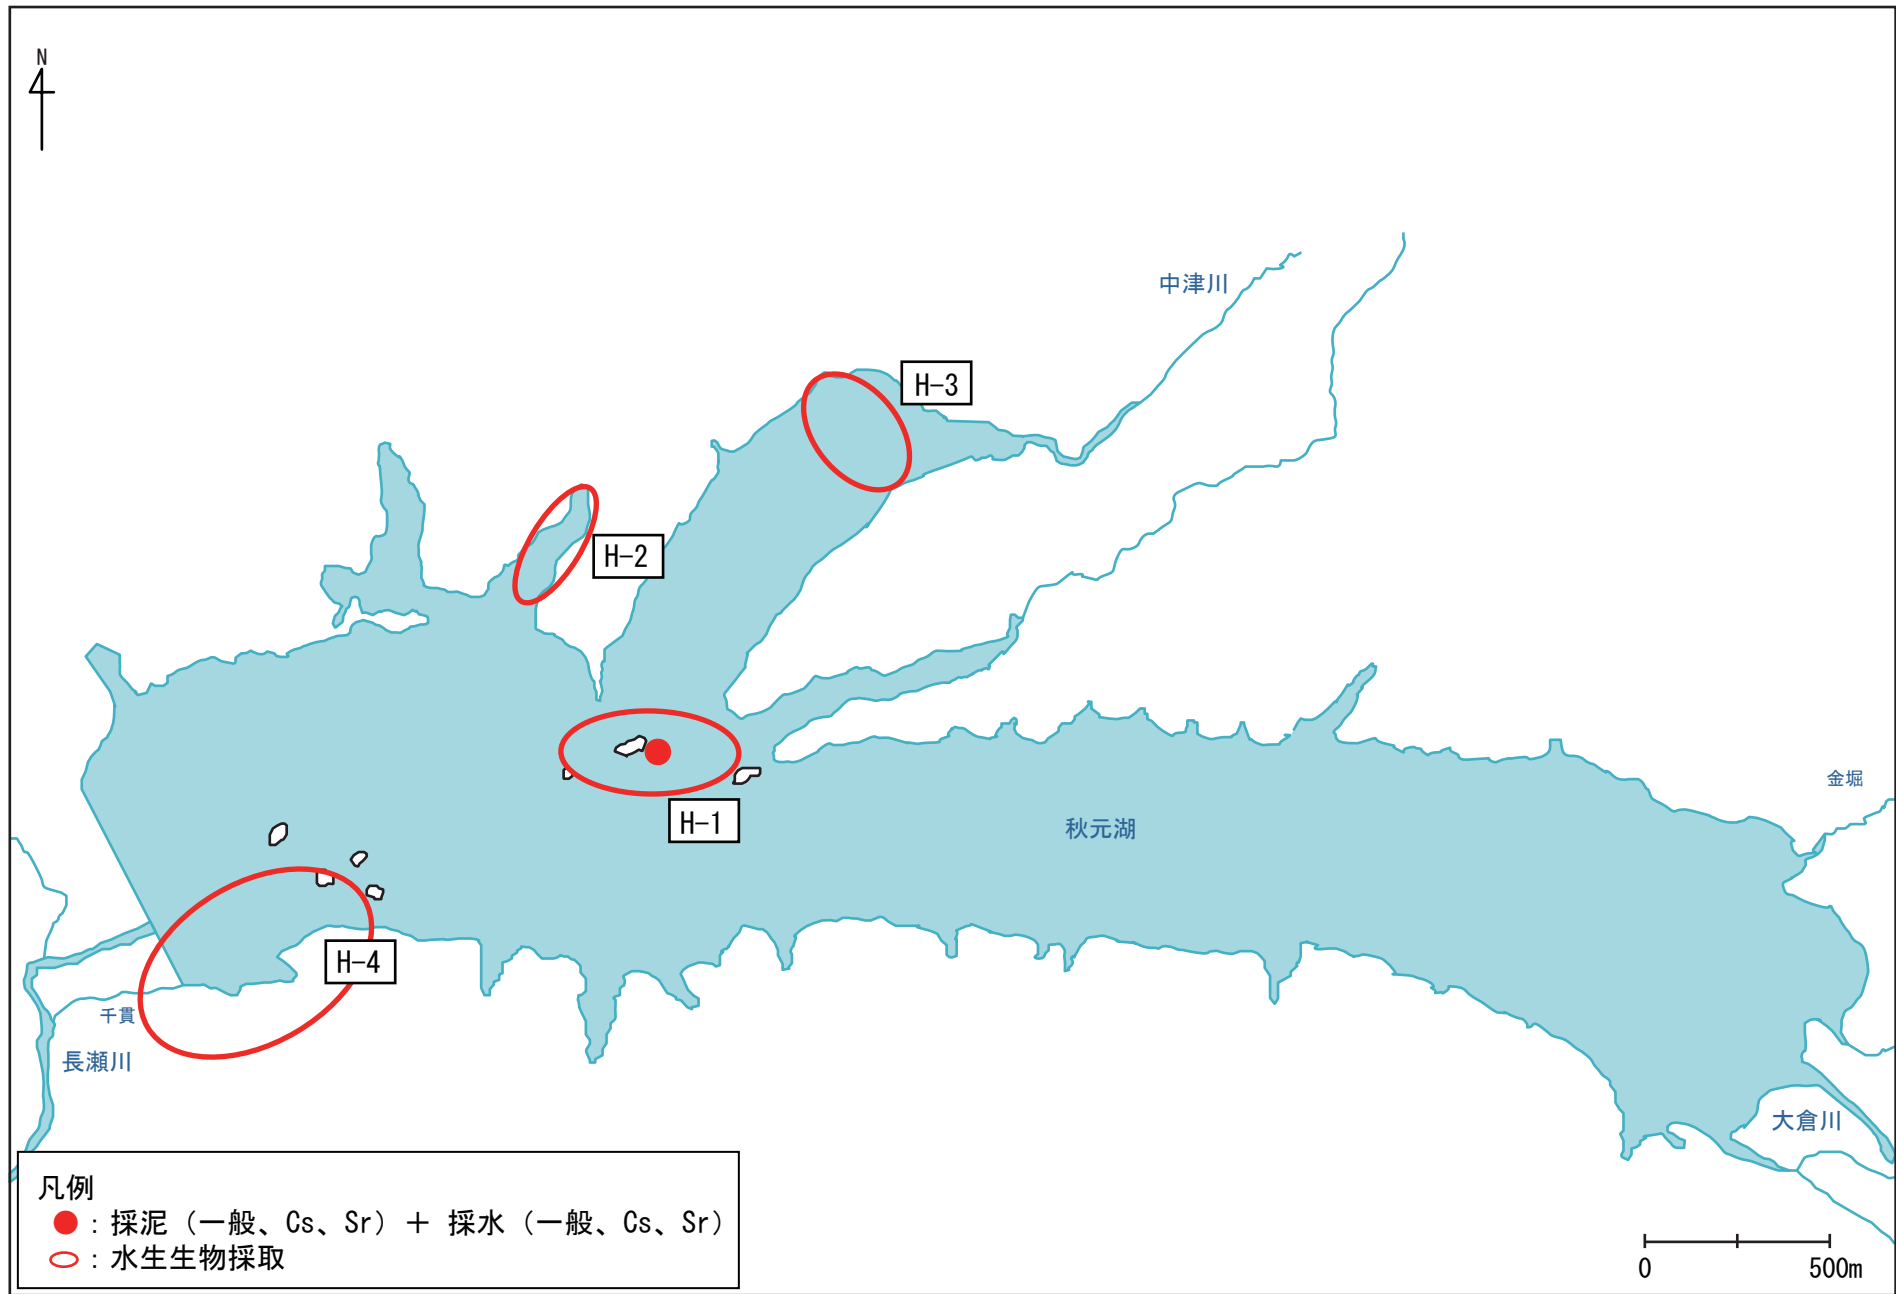 N
中津川
H-3
H-2
金堀
H-1
秋元湖
H-4
千貫
長瀬川
大倉川
凡例
：採泥（一般、Cs、Sr）＋ 採水（一般、Cs、Sr）
：水生生物採取
0 500m